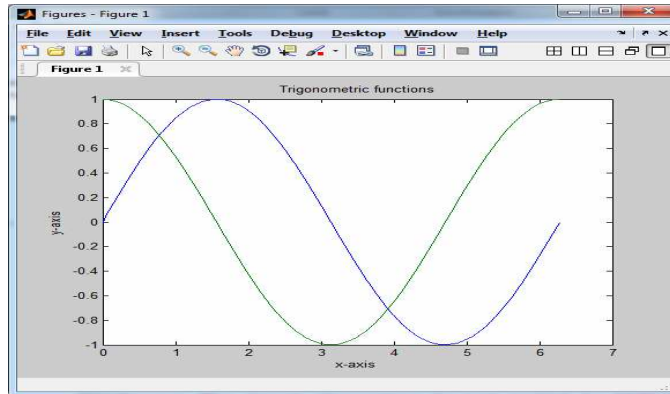 Figures - Figure 1
File Edit View Insert Tools Debug Desktop Window Help
Figure 1
Trigonometric functions
1
0.8
0.6
0.4
0.2
0
-0.2
-0.4
-0.6
-0.8
-1
y-axis
0 1 2 3 4 5 6 7
x-axis